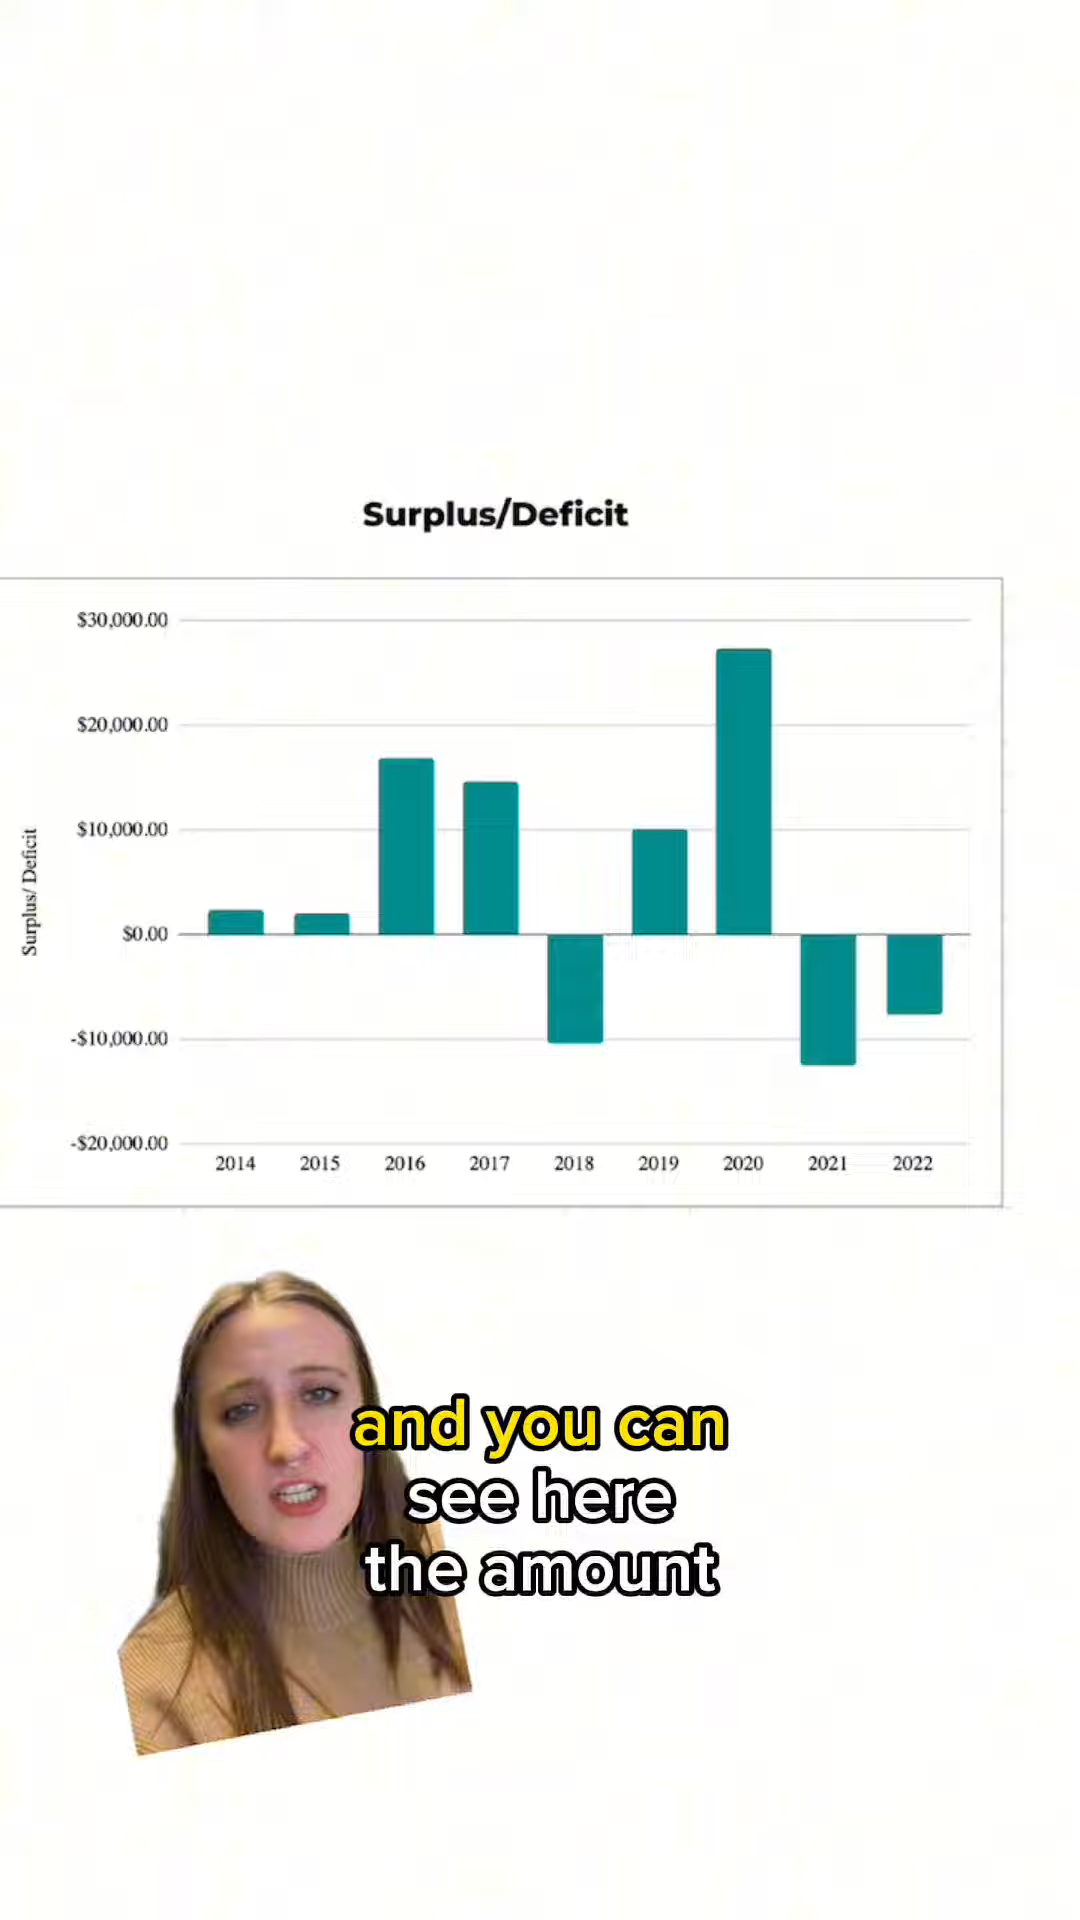 Surplus/Deficit
$30,000.00
$20,000.00
$10,000.00
$0.00
-$10,000.00
-$20,000.00
Surplus/ Deficit
2014 2015 2016 2017 2018 2019 2020 2021 2022
and you can
see here
the amount